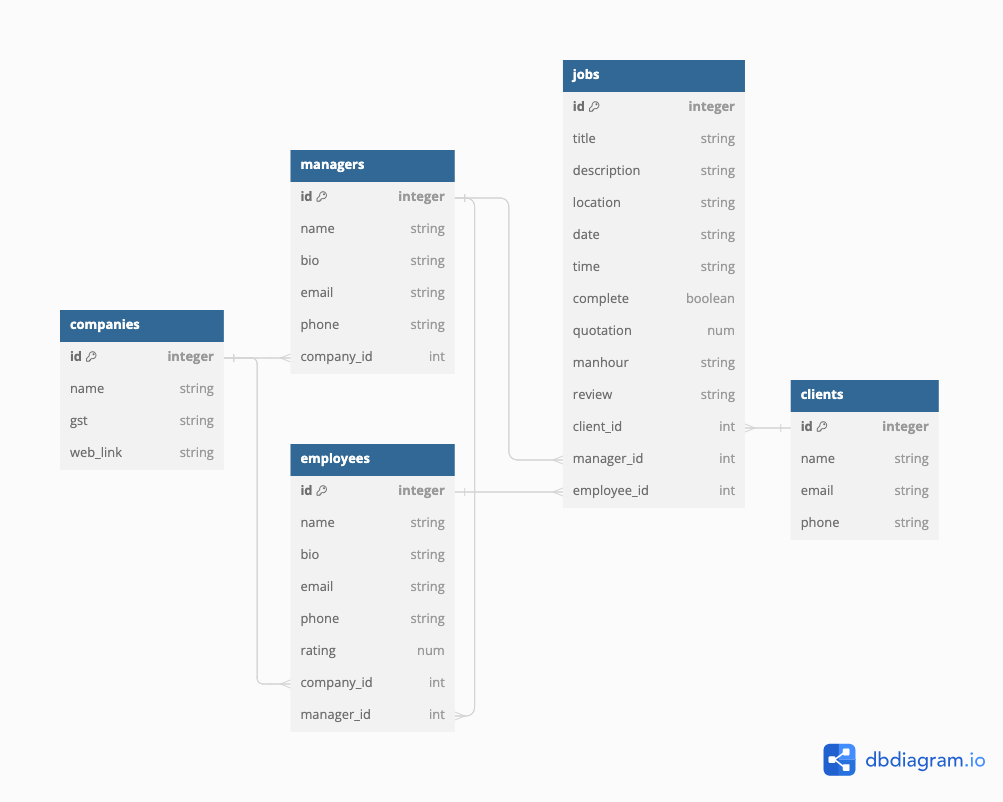 jobs
id integer
title string
description string
location string
date string
time string
complete boolean
quotation num
manhour string
review string
client_id int
manager_id int
employee_id int
managers
id integer
name string
bio string
email string
phone string
company_id int
companies
id integer
name string
gst string
web_link string
employees
id integer
name string
bio string
email string
phone string
rating num
company_id int
manager_id int
clients
id integer
name string
email string
phone string
dbdiagram.io